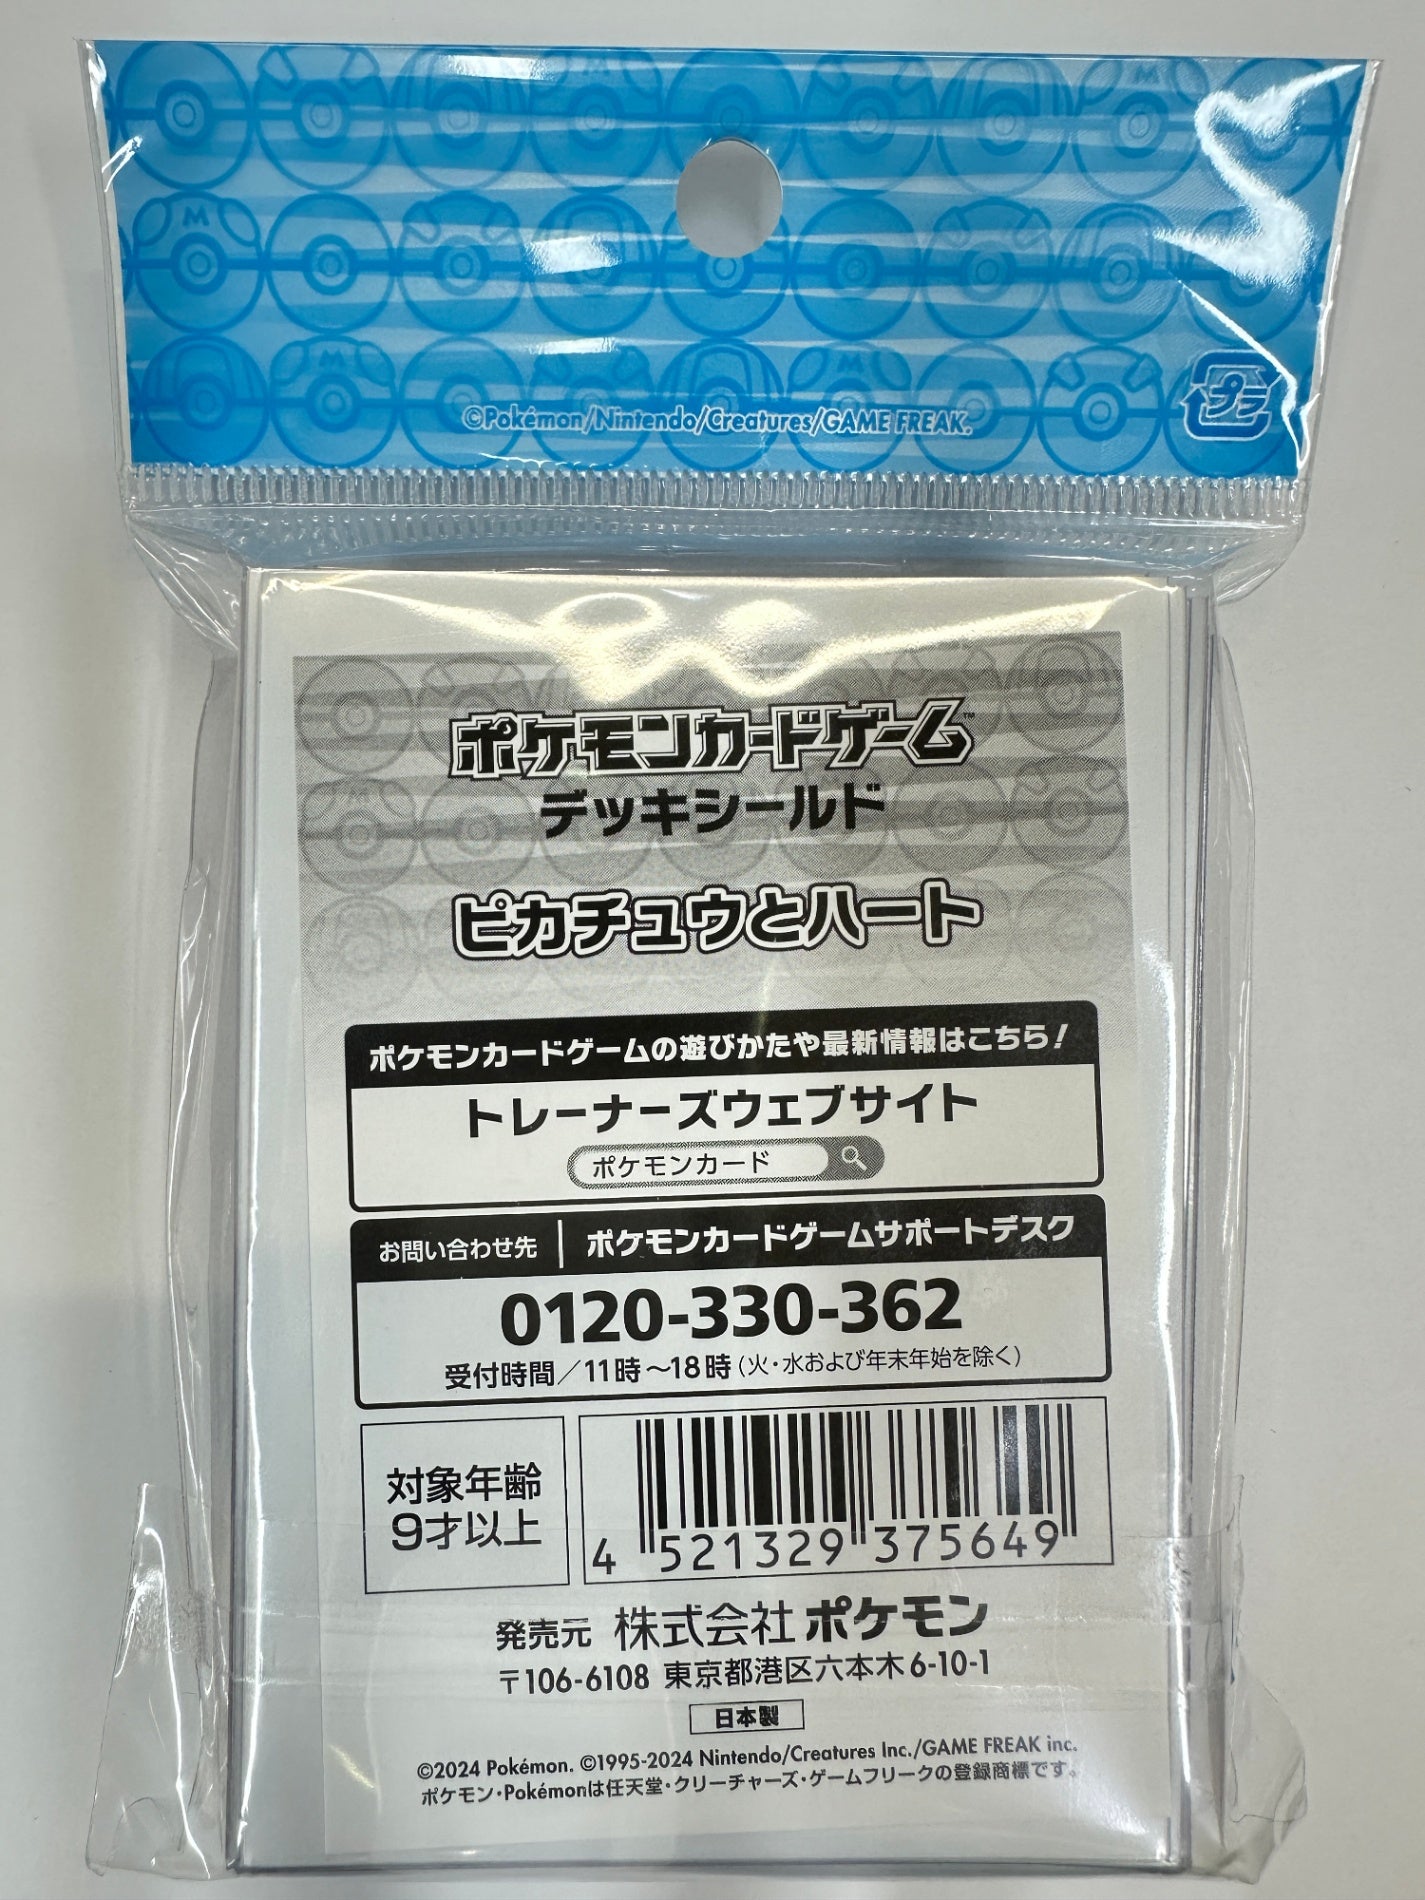 ©Pokémon/Nintendo/Creatures/GAME FREAK.
プラ
ポケモンカードゲーム™
デッキシールド
ピカチュウとハート
ポケモンカードゲームの遊びかたや最新情報はこちら!
トレーナーズウェブサイト
ポケモンカード
お問い合わせ先 ポケモンカードゲームサポートデスク
0120-330-362
受付時間/11時~18時(火・水および年末年始を除く)
対象年齢
9才以上
4 521329 375649
発売元 株式会社ポケモン
〒106-6108 東京都港区六本木6-10-1
日本製
©2024 Pokémon. ©1995-2024 Nintendo/Creatures Inc./GAME FREAK inc.
ポケモン・Pokémonは任天堂・クリーチャーズ・ゲームフリークの登録商標です。